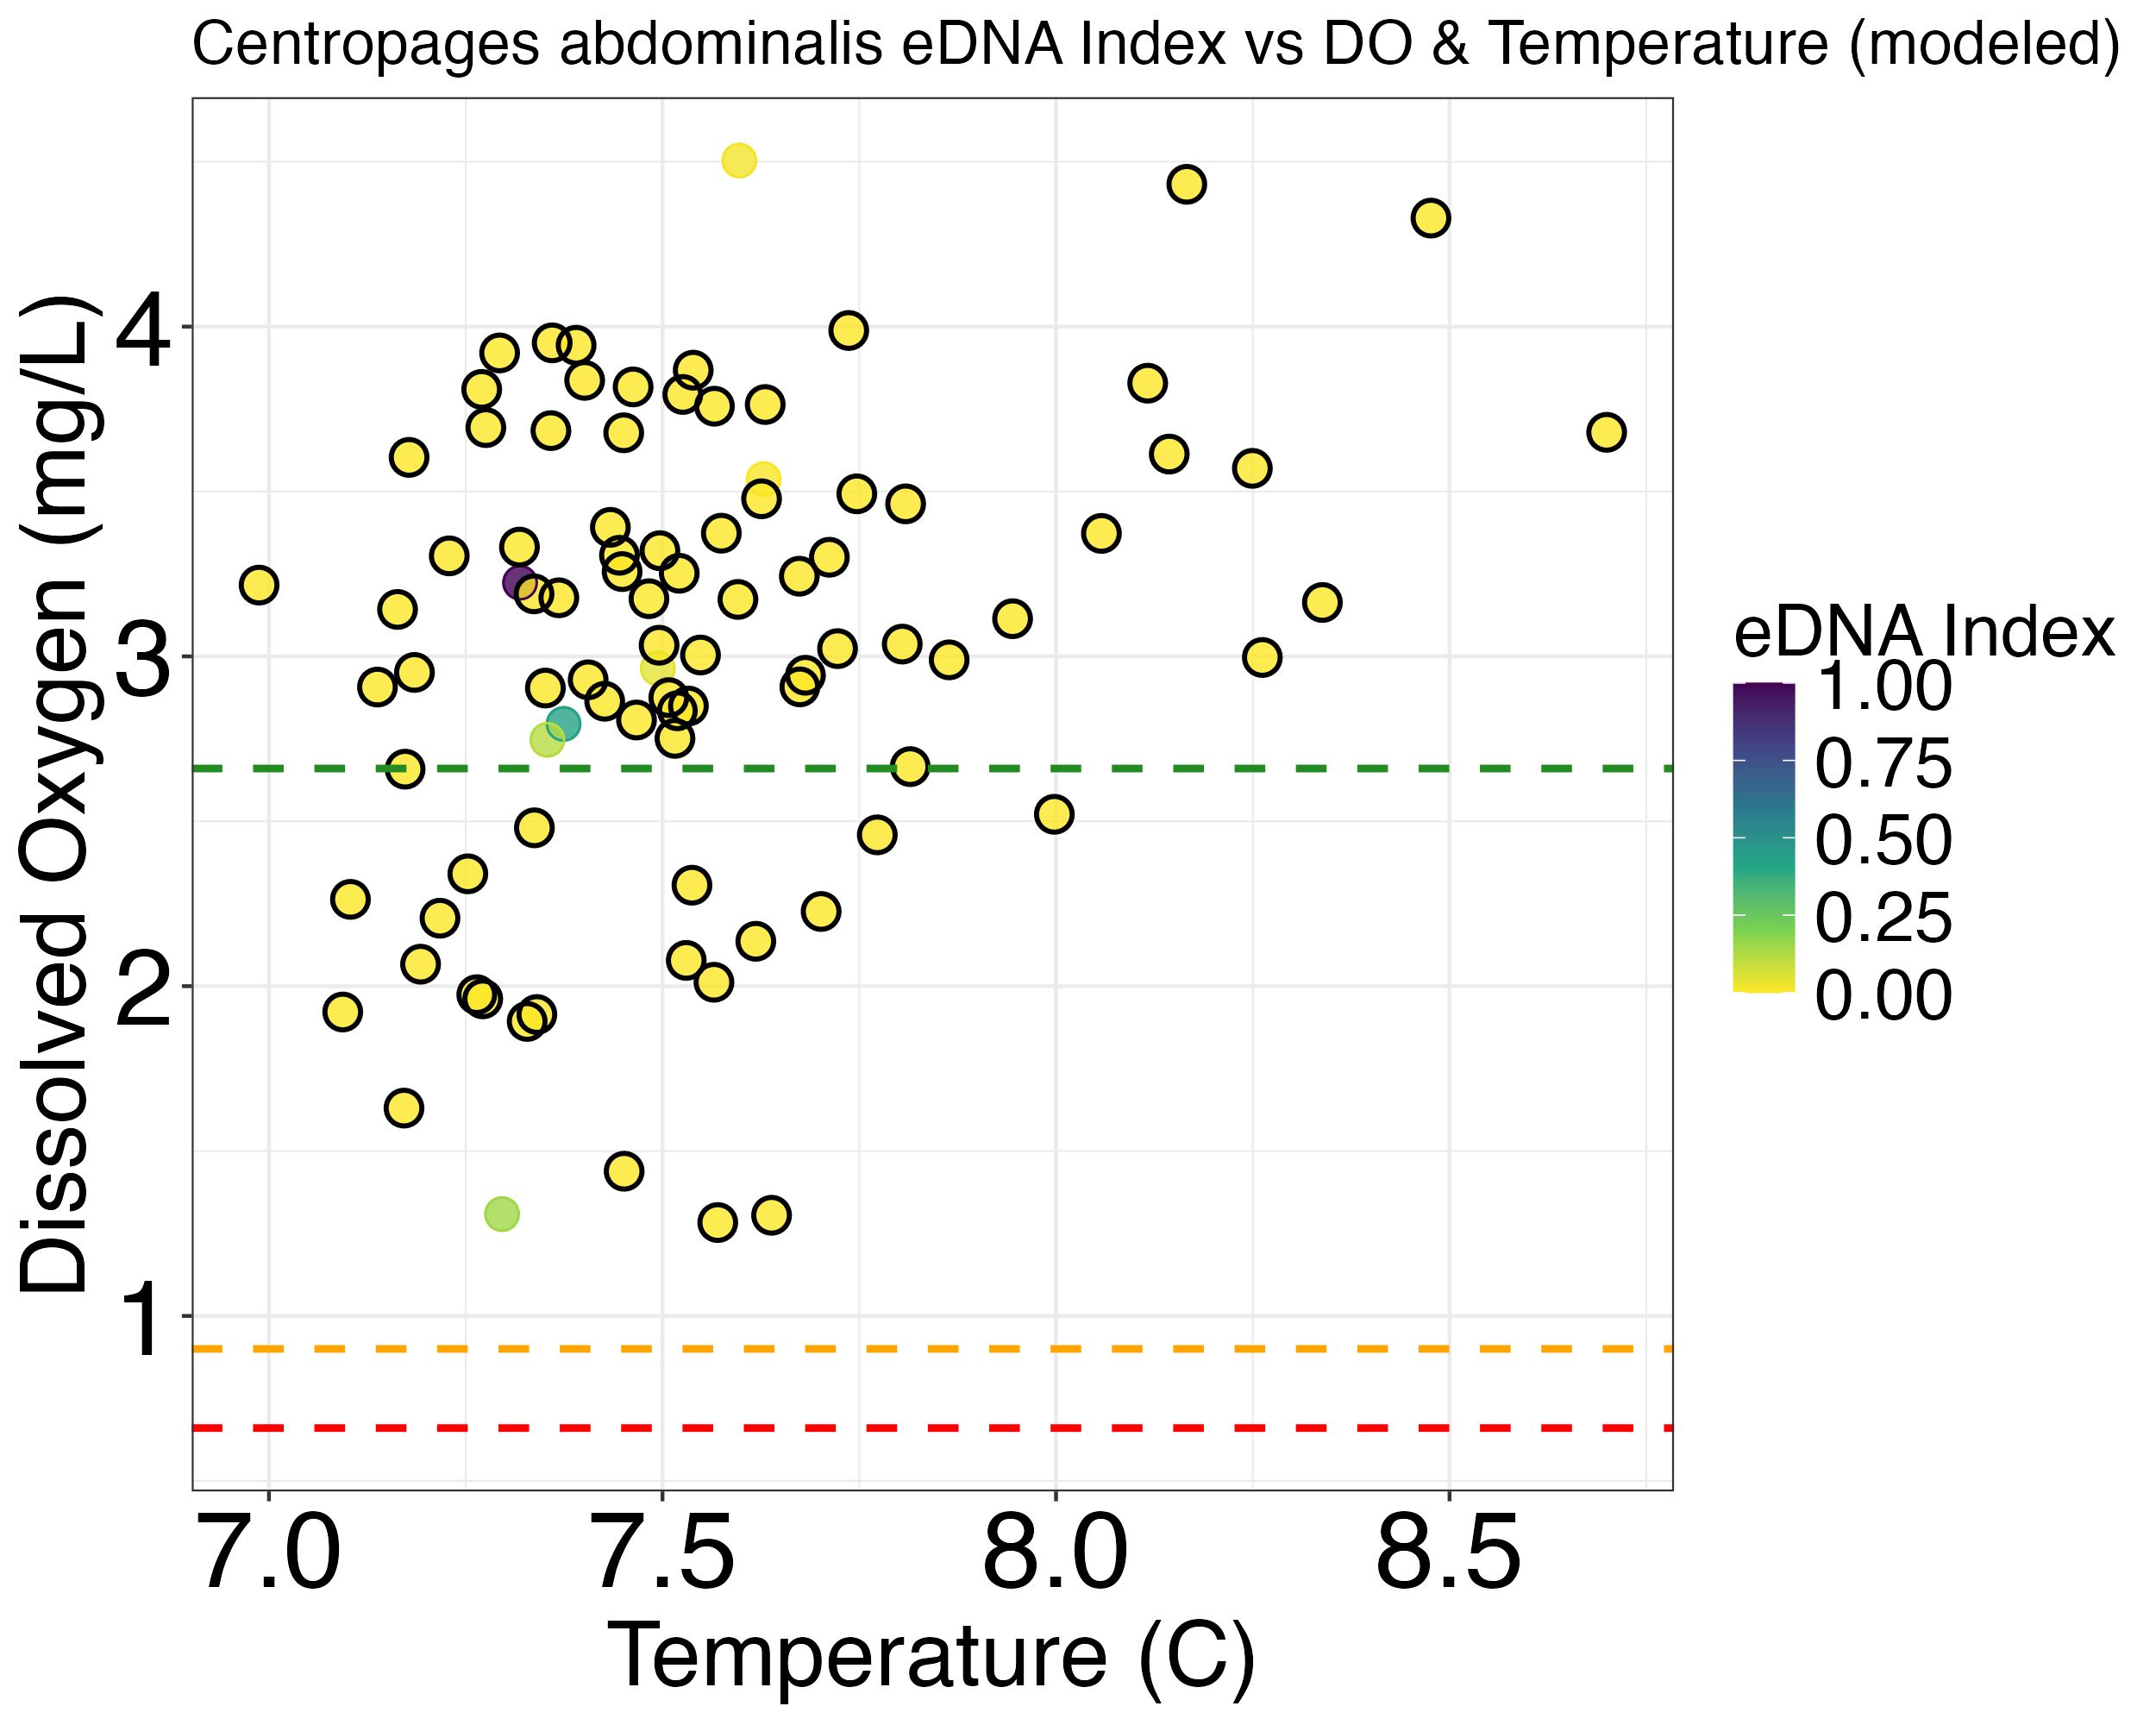 Centropages abdominalis eDNA Index vs DO & Temperature (modeled)
Dissolved Oxygen (mg/L)
4
3
2
1
7.0 7.5 8.0 8.5
Temperature (C)
eDNA Index
1.00
0.75
0.50
0.25
0.00